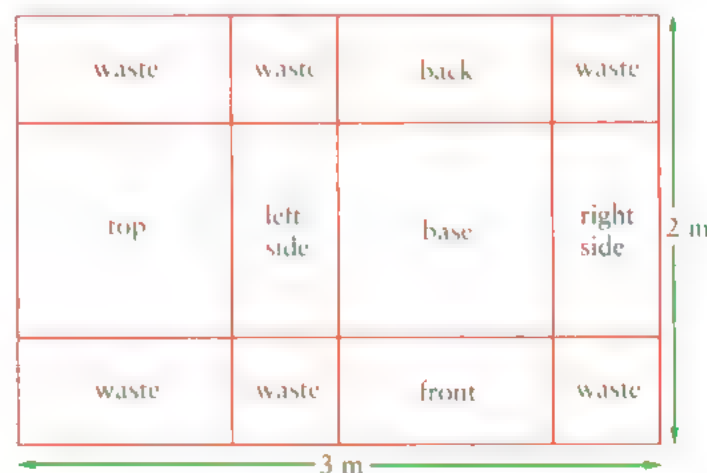 waste waste back waste
top left side base right side
2 m
waste waste front waste
3 m